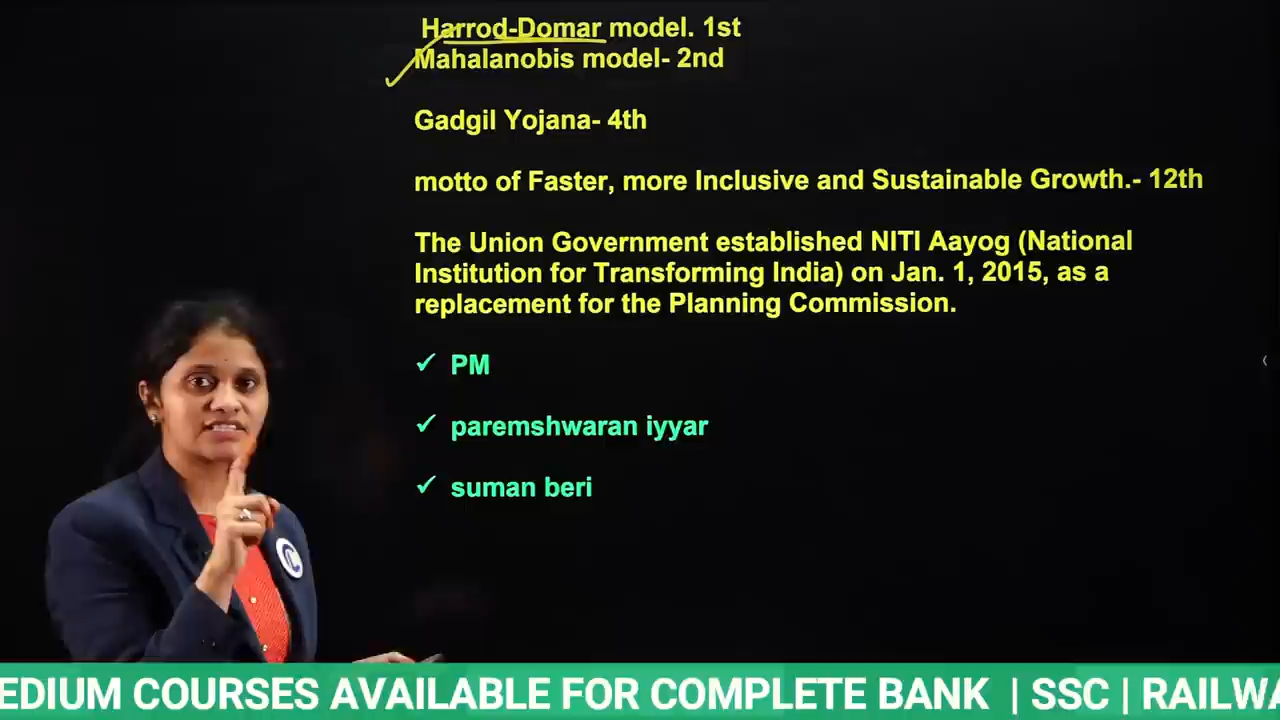 Harrod-Domar model. 1st
Mahalanobis model- 2nd
Gadgil Yojana- 4th
motto of Faster, more Inclusive and Sustainable Growth.- 12th
The Union Government established NITI Aayog (National
Institution for Transforming India) on Jan. 1, 2015, as a
replacement for the Planning Commission.
✓ PM
✓ paremshwaran iyyar
✓ suman beri
EDIUM COURSES AVAILABLE FOR COMPLETE BANK | SSC | RAILWA